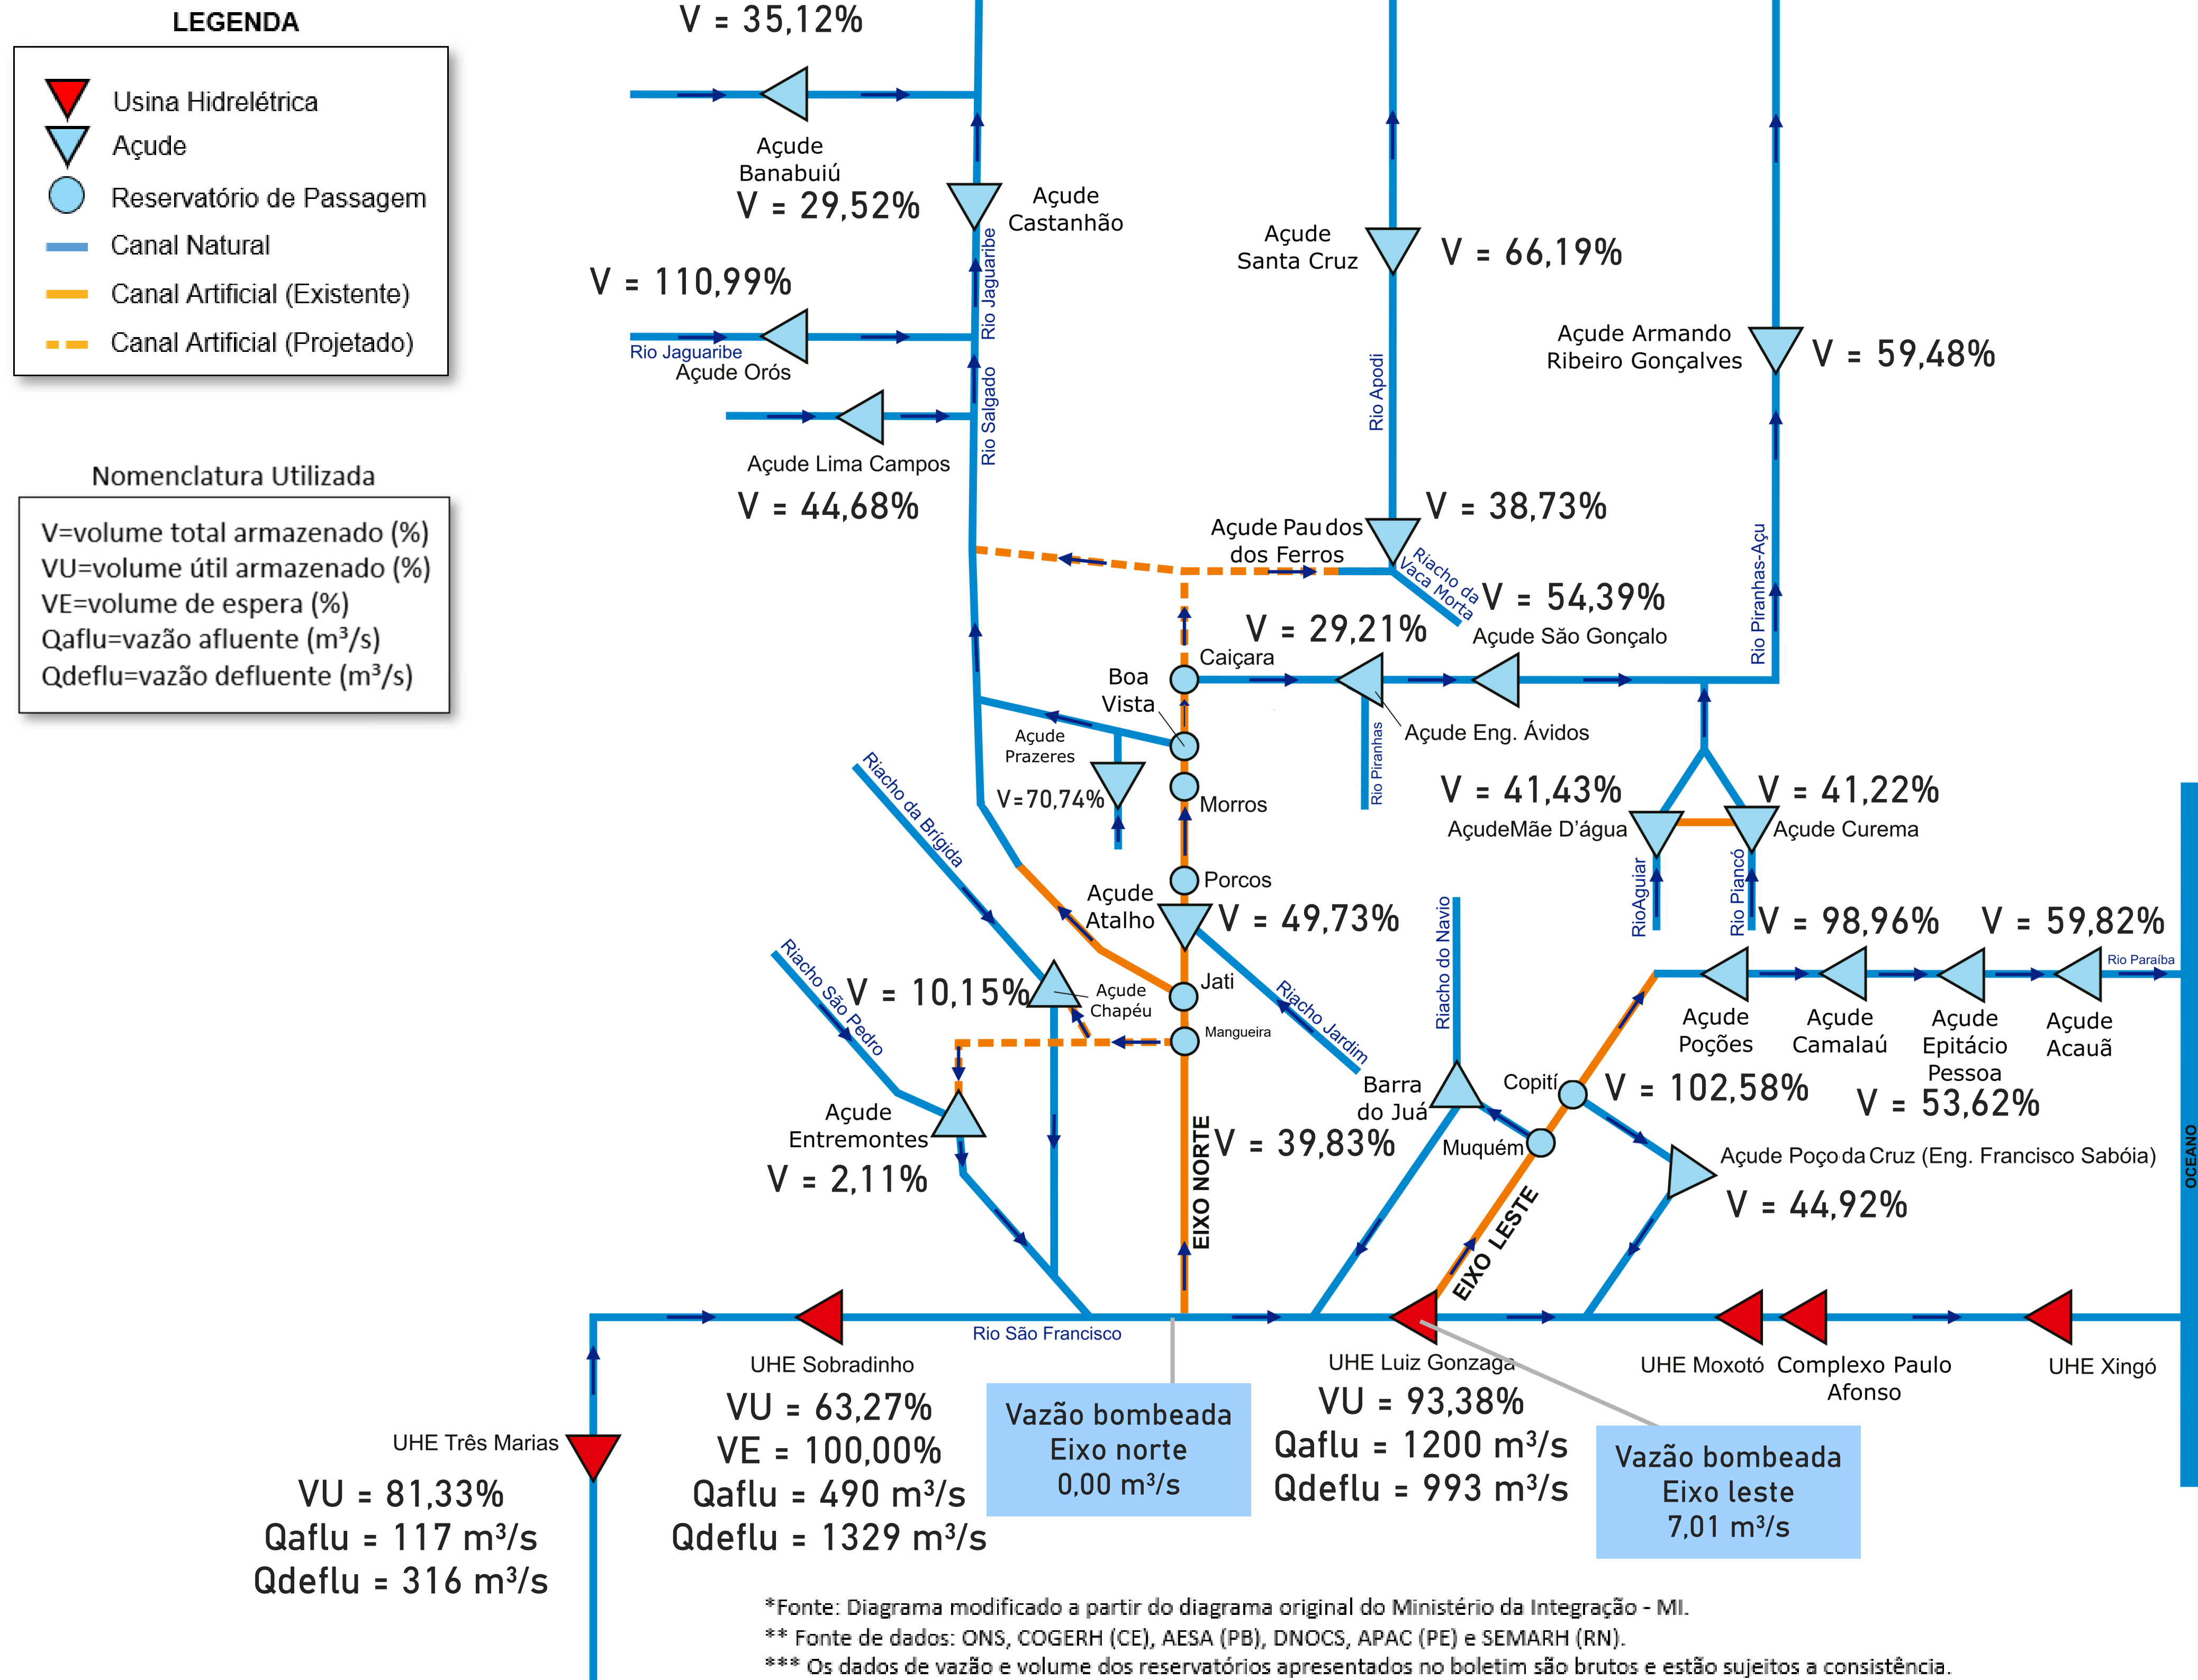 LEGENDA
Usina Hidrelétrica
Açude
Reservatório de Passagem
Canal Natural
Canal Artificial (Existente)
Canal Artificial (Projetado)
Nomenclatura Utilizada
V=volume total armazenado (%)
VU=volume útil armazenado (%)
VE=volume de espera (%)
Qaflu=vazão afluente (m³/s)
Qdeflu=vazão defluente (m³/s)
V = 35,12%
Açude
Banabuiú
V = 29,52%
Açude
Castanhão
Rio Jaguaribe
V = 110,99%
Rio Jaguaribe
Açude Orós
Rio Salgado
Açude Lima Campos
V = 44,68%
Açude
Santa Cruz
V = 66,19%
Rio Apodi
Açude Armando
Ribeiro Gonçalves
V = 59,48%
Rio Piranhas-Açu
V = 38,73%
Açude Pau dos
dos Ferros
Riacho da
Vaca Morta
V = 54,39%
Açude São Gonçalo
V = 29,21%
Caiçara
Boa
Vista
Açude Eng. Ávidos
Rio Piranhas
Açude
Prazeres
V=70,74%
Morros
V = 41,43%
AçudeMãe D'água
V = 41,22%
Açude Curema
RioAguiar
Rio Piancó
Riacho da Brígida
Porcos
Açude
Atalho
V = 49,73%
Riacho do Navio
V = 98,96%
V = 59,82%
Rio Paraíba
Riacho São Pedro
V = 10,15%
Açude
Chapéu
Jati
Mangueira
Riacho Jardim
Açude
Poções
Açude
Camalaú
Açude
Epitácio
Pessoa
Açude
Acauã
V = 102,58%
V = 53,62%
Barra
do Juá
Copití
Açude
Entremontes
V = 2,11%
EIXO NORTE
V = 39,83%
Muquém
Açude Poço da Cruz (Eng. Francisco Sabóia)
V = 44,92%
EIXO LESTE
OCEANO
Rio São Francisco
UHE Sobradinho
VU = 63,27%
VE = 100,00%
Qaflu = 490 m³/s
Qdeflu = 1329 m³/s
Vazão bombeada
Eixo norte
0,00 m³/s
UHE Luiz Gonzaga
VU = 93,38%
Qaflu = 1200 m³/s
Qdeflu = 993 m³/s
Vazão bombeada
Eixo leste
7,01 m³/s
UHE Moxotó
Complexo Paulo
Afonso
UHE Xingó
UHE Três Marias
VU = 81,33%
Qaflu = 117 m³/s
Qdeflu = 316 m³/s
*Fonte: Diagrama modificado a partir do diagrama original do Ministério da Integração - MI.
** Fonte de dados: ONS, COGERH (CE), AESA (PB), DNOCS, APAC (PE) e SEMARH (RN).
*** Os dados de vazão e volume dos reservatórios apresentados no boletim são brutos e estão sujeitos a consistência.